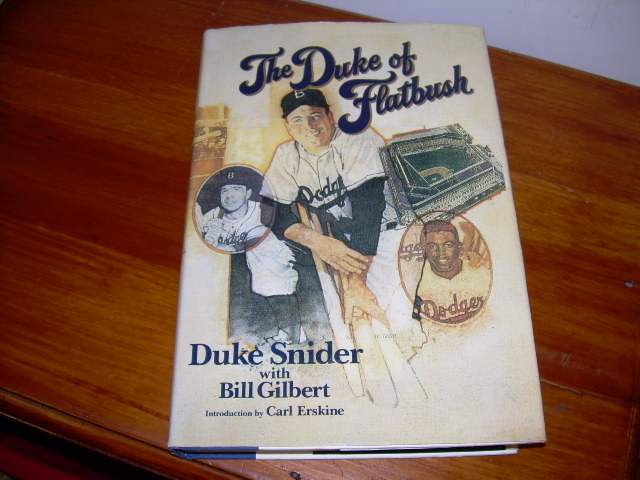 The Duke of
Flatbush
B
B
Dodgers
Dodgers
Duke Snider
with
Bill Gilbert
Introduction by Carl Erskine